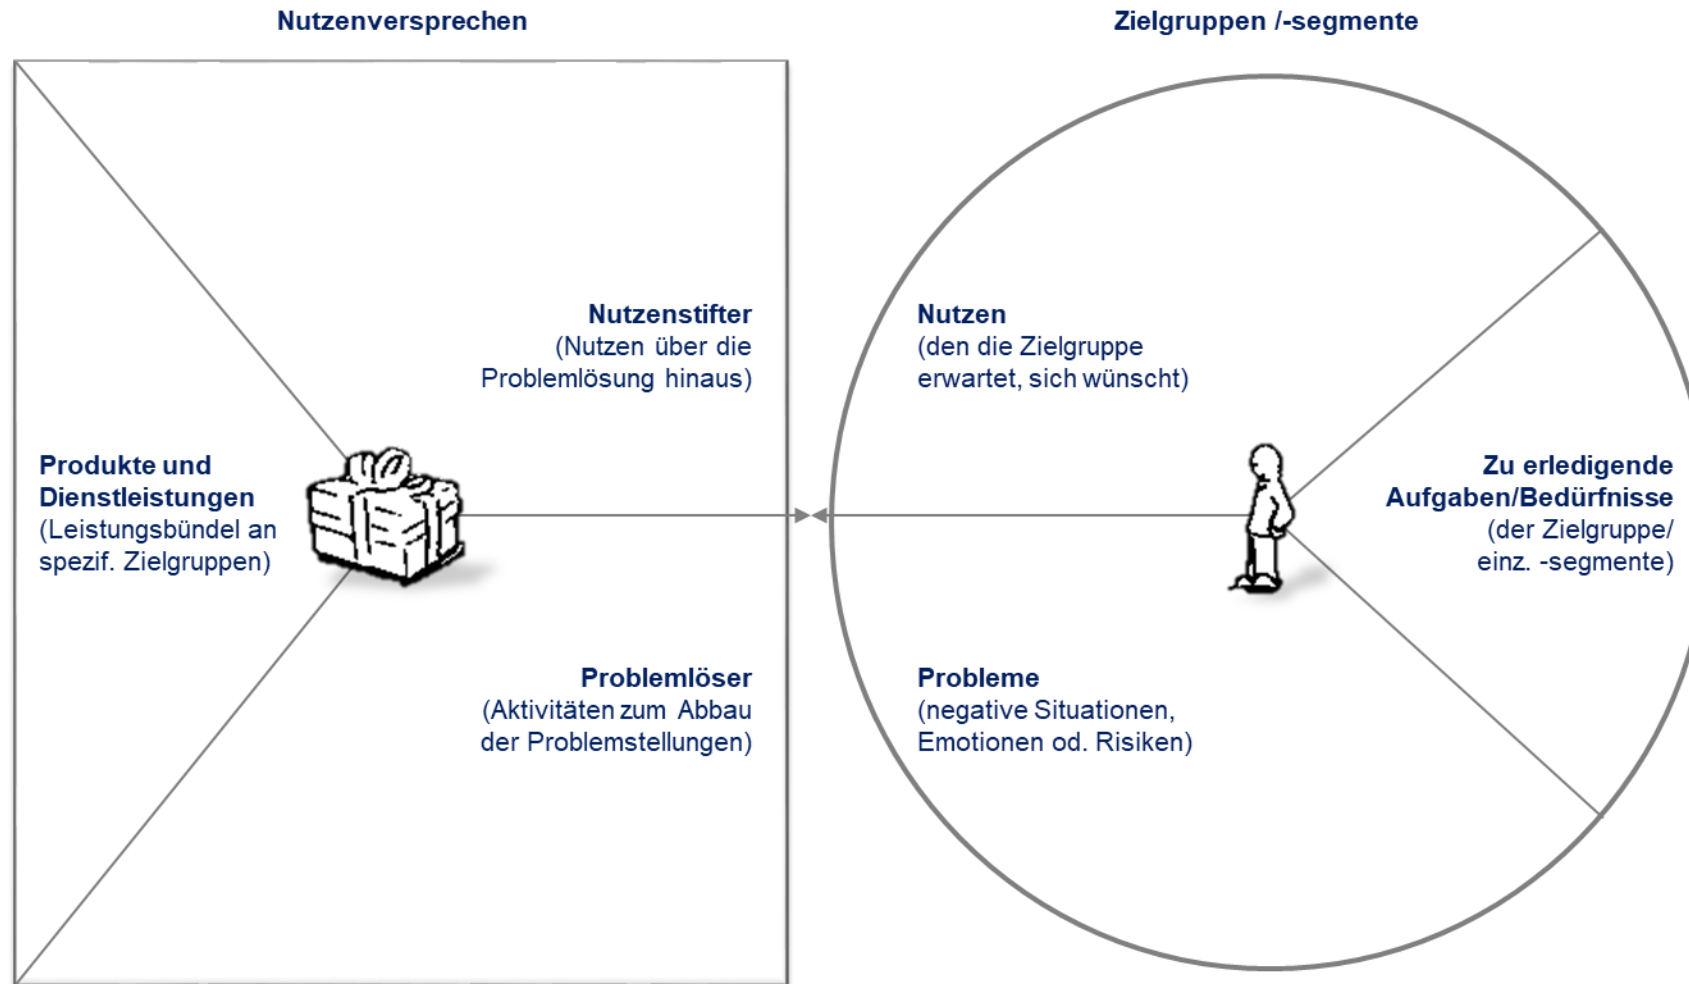 Nutzenversprechen
Zielgruppen /-segmente
Nutzenstifter
(Nutzen über die
Problemlösung hinaus)
Nutzen
(den die Zielgruppe
erwartet, sich wünscht)
Produkte und
Dienstleistungen
(Leistungsbündel an
spezif. Zielgruppen)
Zu erledigende
Aufgaben/Bedürfnisse
(der Zielgruppe/
einz. -segmente)
Problemlöser
(Aktivitäten zum Abbau
der Problemstellungen)
Probleme
(negative Situationen,
Emotionen od. Risiken)